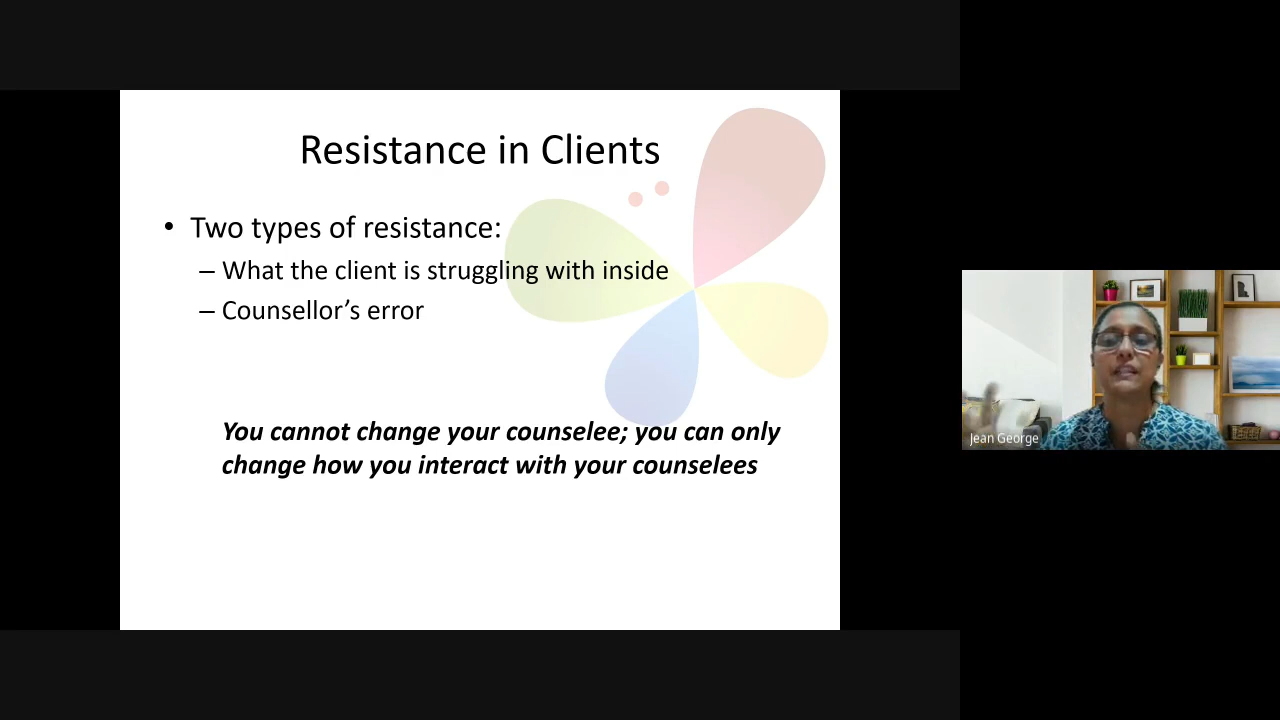 Resistance in Clients
• Two types of resistance:
– What the client is struggling with inside
– Counsellor’s error
You cannot change your counselee; you can only
change how you interact with your counselees
Jean George